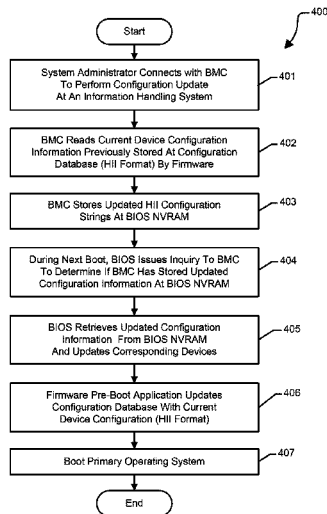 400
Start
System Administrator Connects with BMC
To Perform Configuration Update
At An Information Handling System
401
BMC Reads Current Device Configuration
Information Previously Stored At Configuration
Database (HII Format) By Firmware
402
BMC Stores Updated HII Configuration
Strings At BIOS NVRAM
403
During Next Boot, BIOS Issues Inquiry To BMC
To Determine If BMC Has Stored Updated
Configuration Information At BIOS NVRAM
404
BIOS Retrieves Updated Configuration
Information From BIOS NVRAM
And Updates Corresponding Devices
405
Firmware Pre-Boot Application Updates
Configuration Database With Current
Device Configuration (HII Format)
406
Boot Primary Operating System
407
End